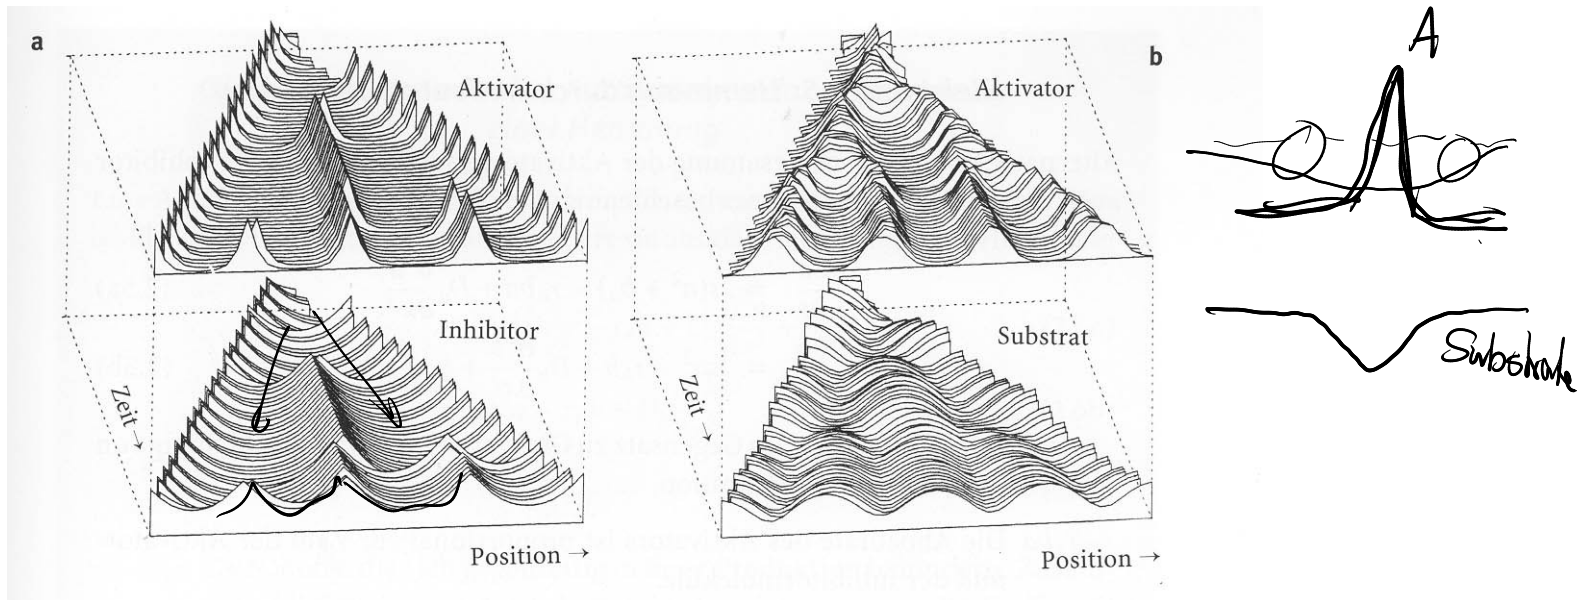 a
Aktivator
Inhibitor
Zeit →
Position →
b
Aktivator
Substrat
Zeit →
Position →
A
Substrate